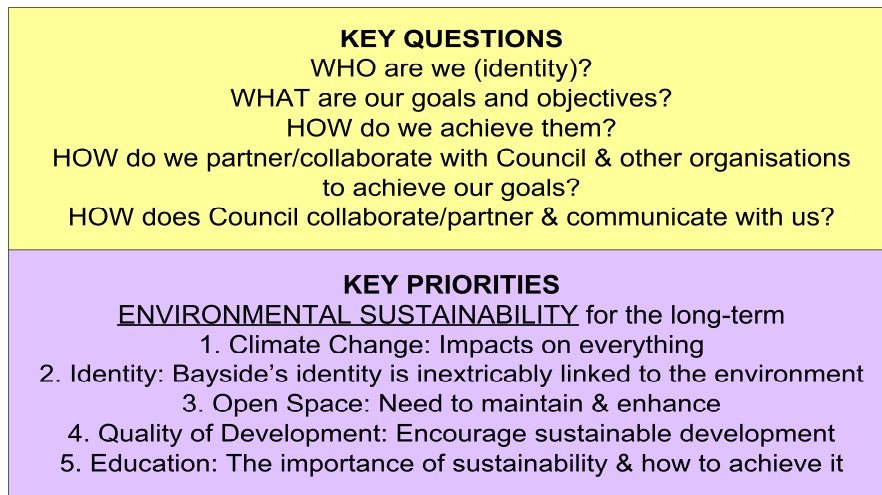 KEY QUESTIONS
WHO are we (identity)?
WHAT are our goals and objectives?
HOW do we achieve them?
HOW do we partner/collaborate with Council & other organisations
to achieve our goals?
HOW does Council collaborate/partner & communicate with us?
KEY PRIORITIES
ENVIRONMENTAL SUSTAINABILITY for the long-term
1. Climate Change: Impacts on everything
2. Identity: Bayside’s identity is inextricably linked to the environment
3. Open Space: Need to maintain & enhance
4. Quality of Development: Encourage sustainable development
5. Education: The importance of sustainability & how to achieve it